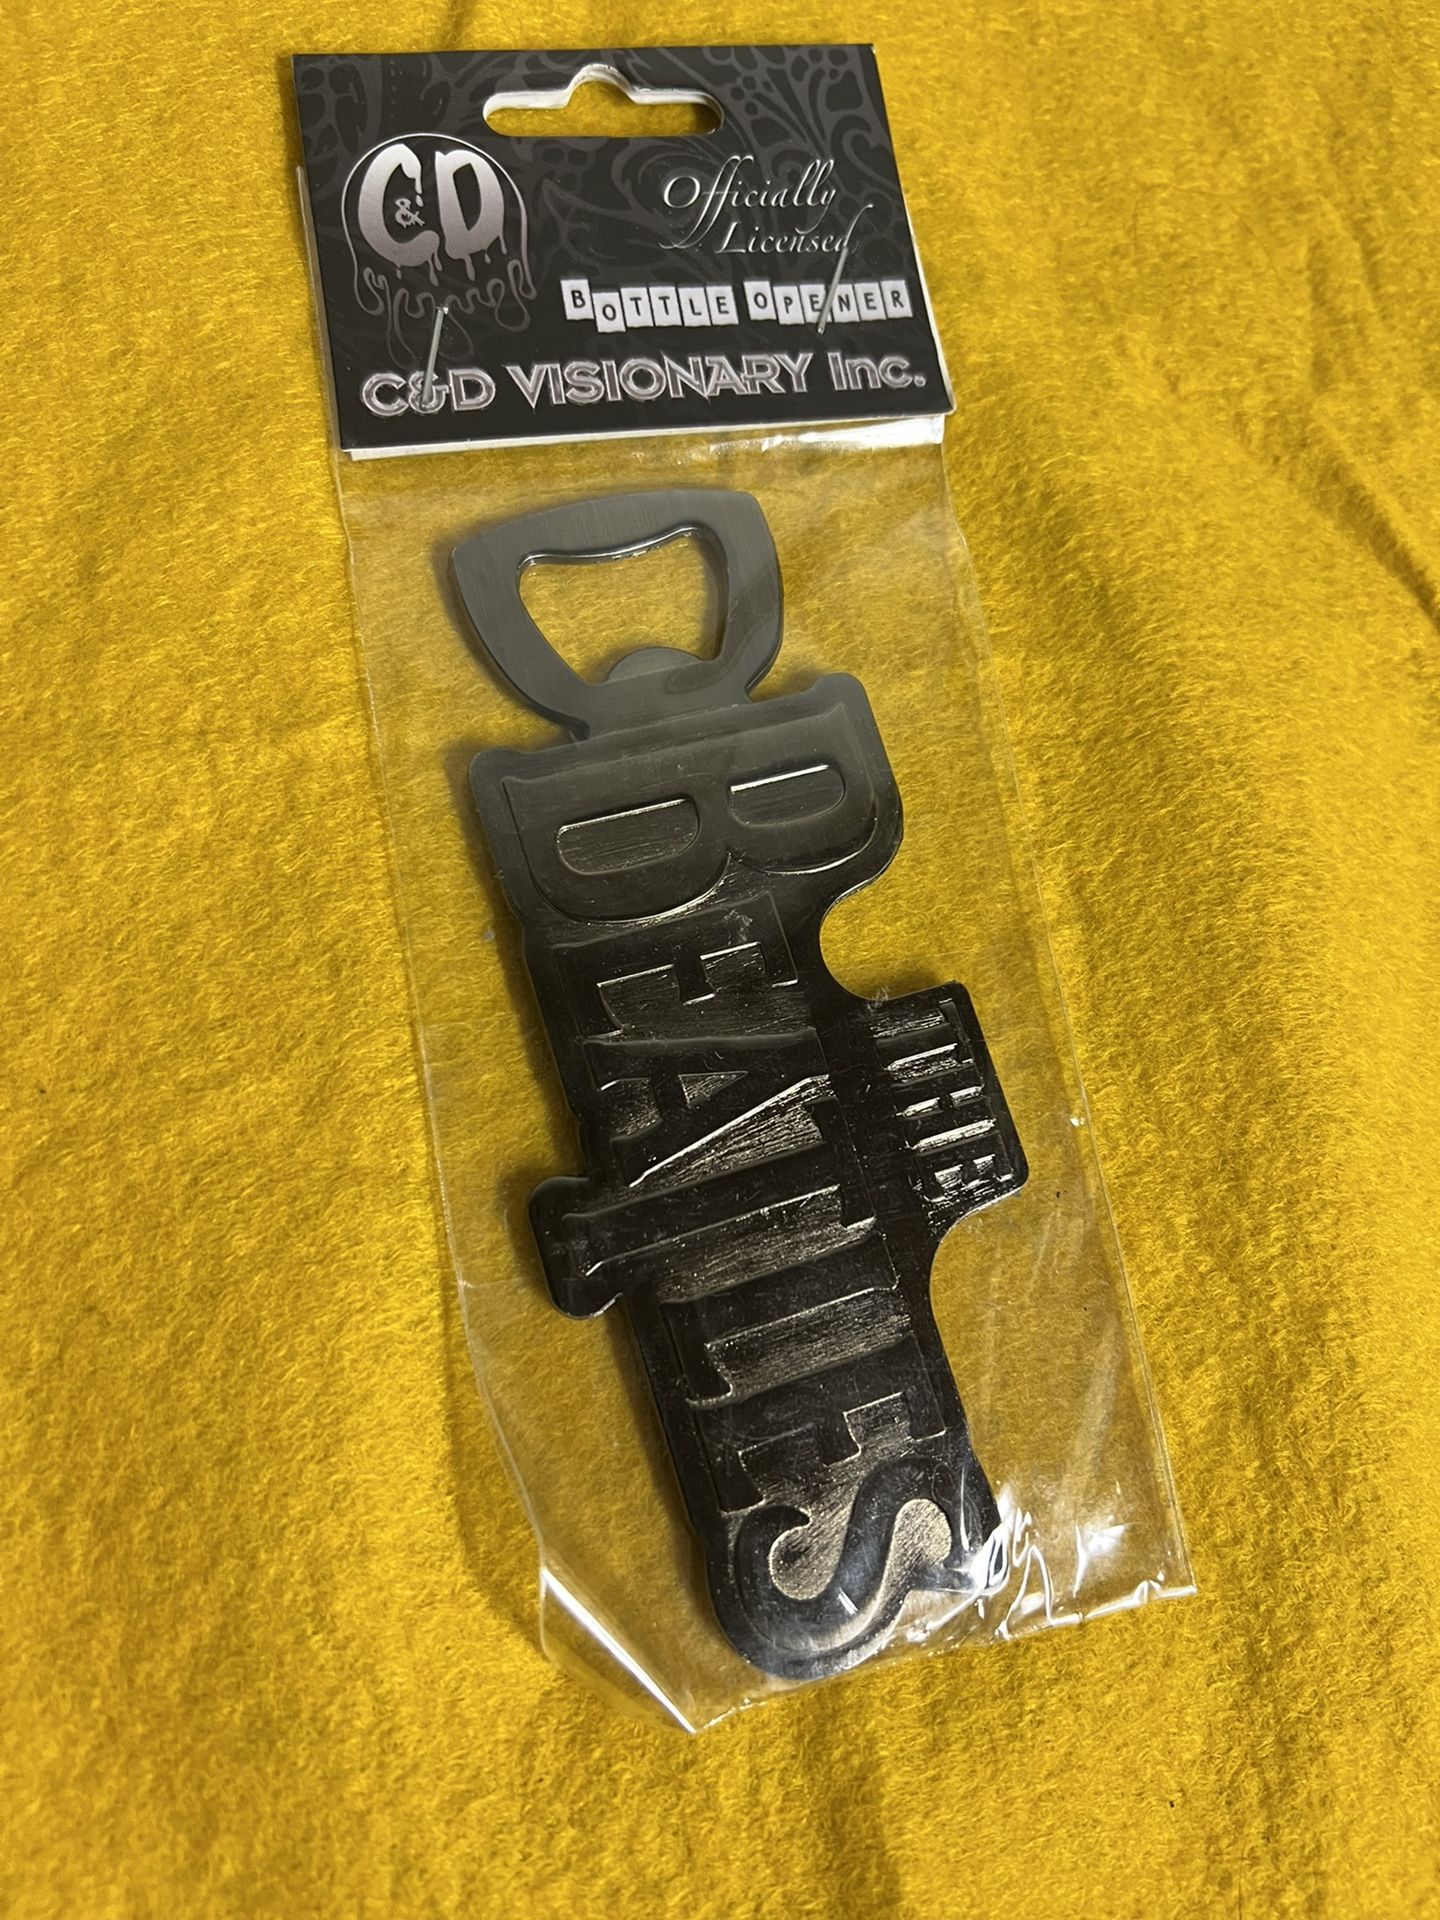 C&D
Officially
Licensed
BOTTLE OPENER
C&D VISIONARY Inc.
THE
BEATLES